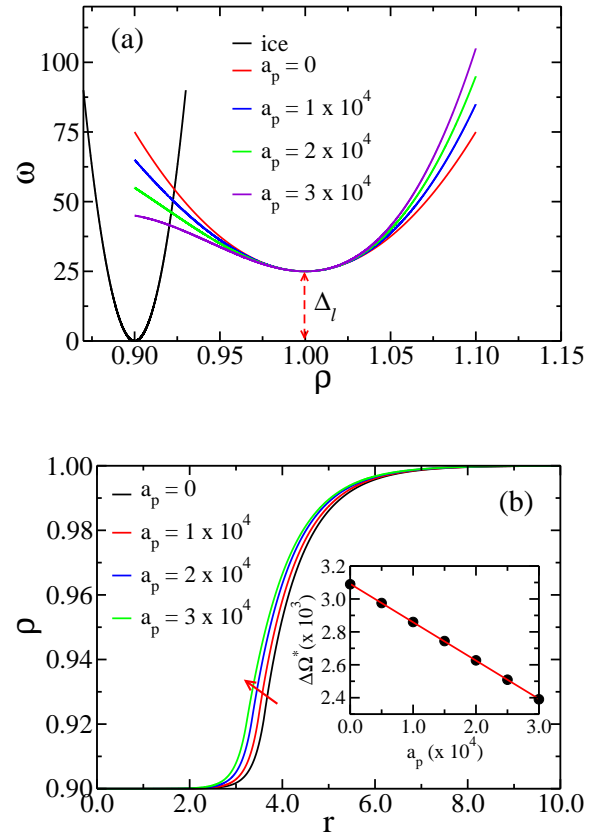 (a)
ice
a_p = 0
a_p = 1 x 10^4
a_p = 2 x 10^4
a_p = 3 x 10^4
100
75
50
25
0
ω
Δ_l
0.90 0.95 1.00 1.05 1.10 1.15
ρ
(b)
a_p = 0
a_p = 1 x 10^4
a_p = 2 x 10^4
a_p = 3 x 10^4
1.00
0.98
0.96
0.94
0.92
0.90
ρ
3.2
3.0
2.8
2.6
2.4
ΔΩ* (x 10^3)
0.0 1.0 2.0 3.0
a_p (x 10^4)
0.0 2.0 4.0 6.0 8.0 10.0
r